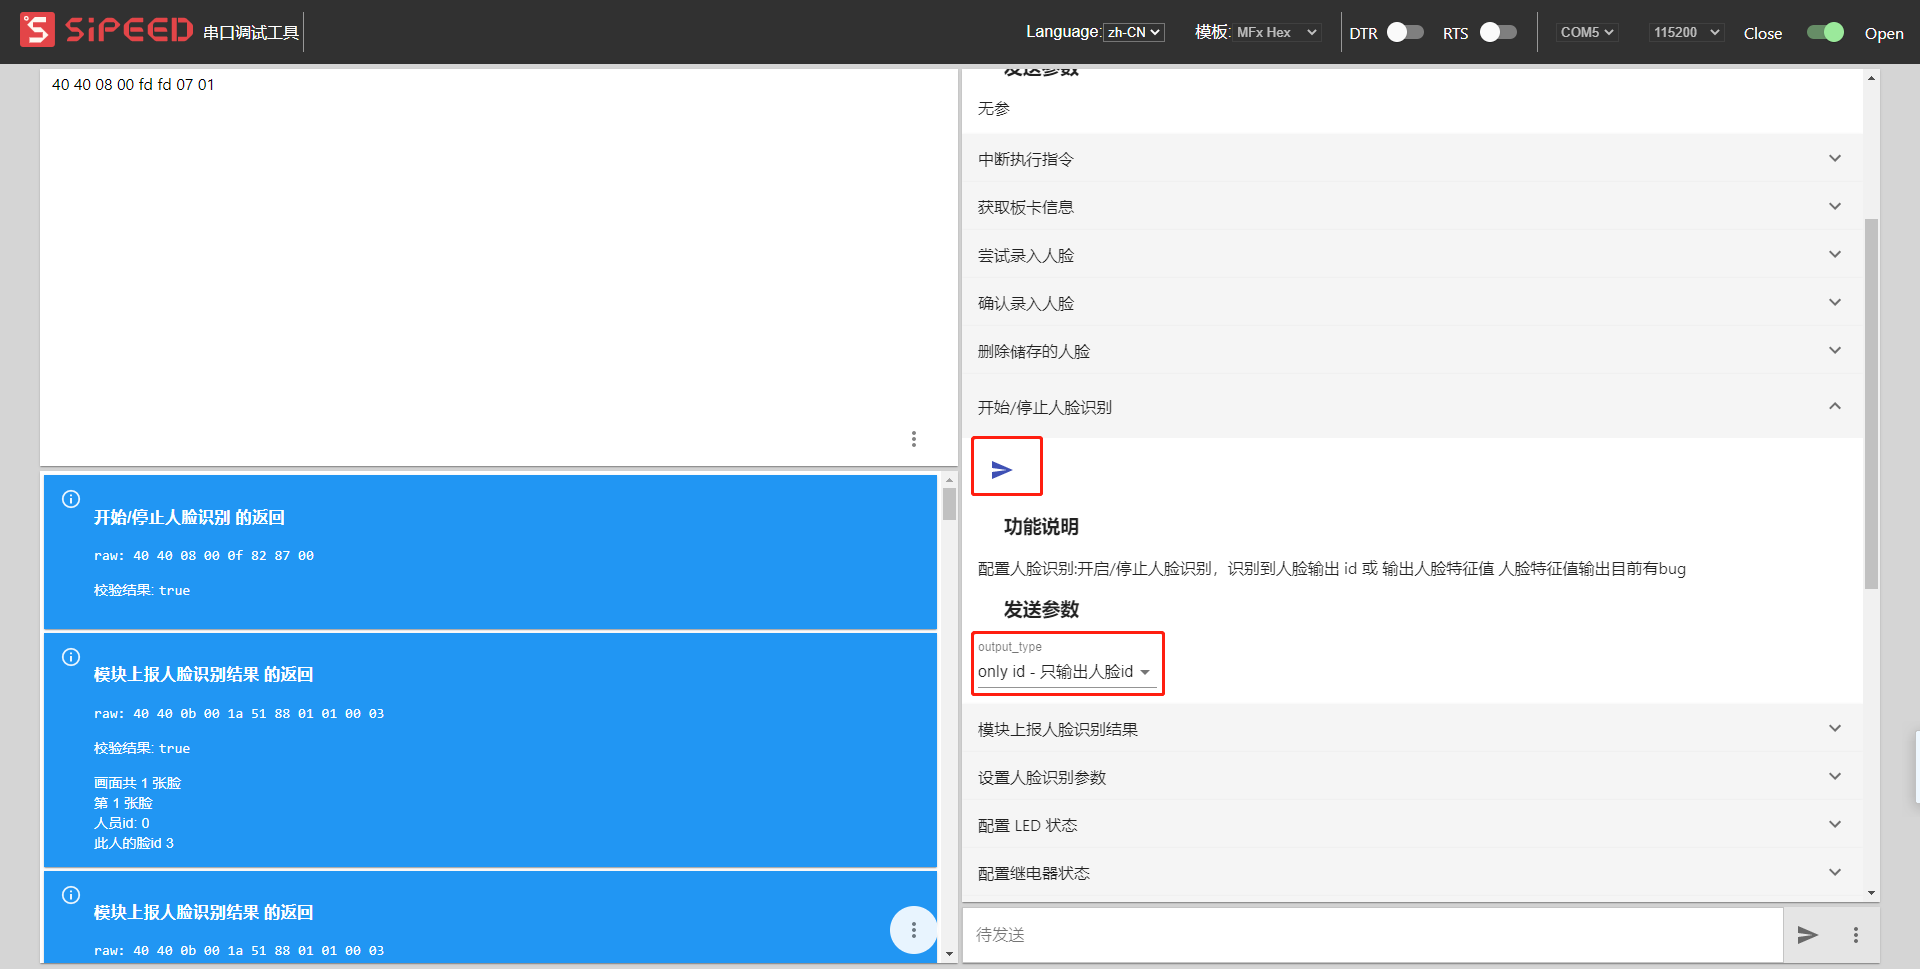 SiPEED 串口调试工具
Language: zh-CN 模板: MFx Hex DTR RTS COM5 115200 Close Open
40 40 08 00 fd fd 07 01
开始/停止人脸识别 的返回
raw: 40 40 08 00 0f 82 87 00
校验结果: true
模块上报人脸识别结果 的返回
raw: 40 40 0b 00 1a 51 88 01 01 00 03
校验结果: true
画面共 1 张脸
第 1 张脸
人员id: 0
此人的脸id 3
模块上报人脸识别结果 的返回
raw: 40 40 0b 00 1a 51 88 01 01 00 03
发送参数
无参
中断执行指令
获取板卡信息
尝试录入人脸
确认录入人脸
删除储存的人脸
开始/停止人脸识别
功能说明
配置人脸识别:开启/停止人脸识别，识别到人脸输出 id 或 输出人脸特征值 人脸特征值输出目前有bug
发送参数
output_type
only id - 只输出人脸id
模块上报人脸识别结果
设置人脸识别参数
配置 LED 状态
配置继电器状态
待发送